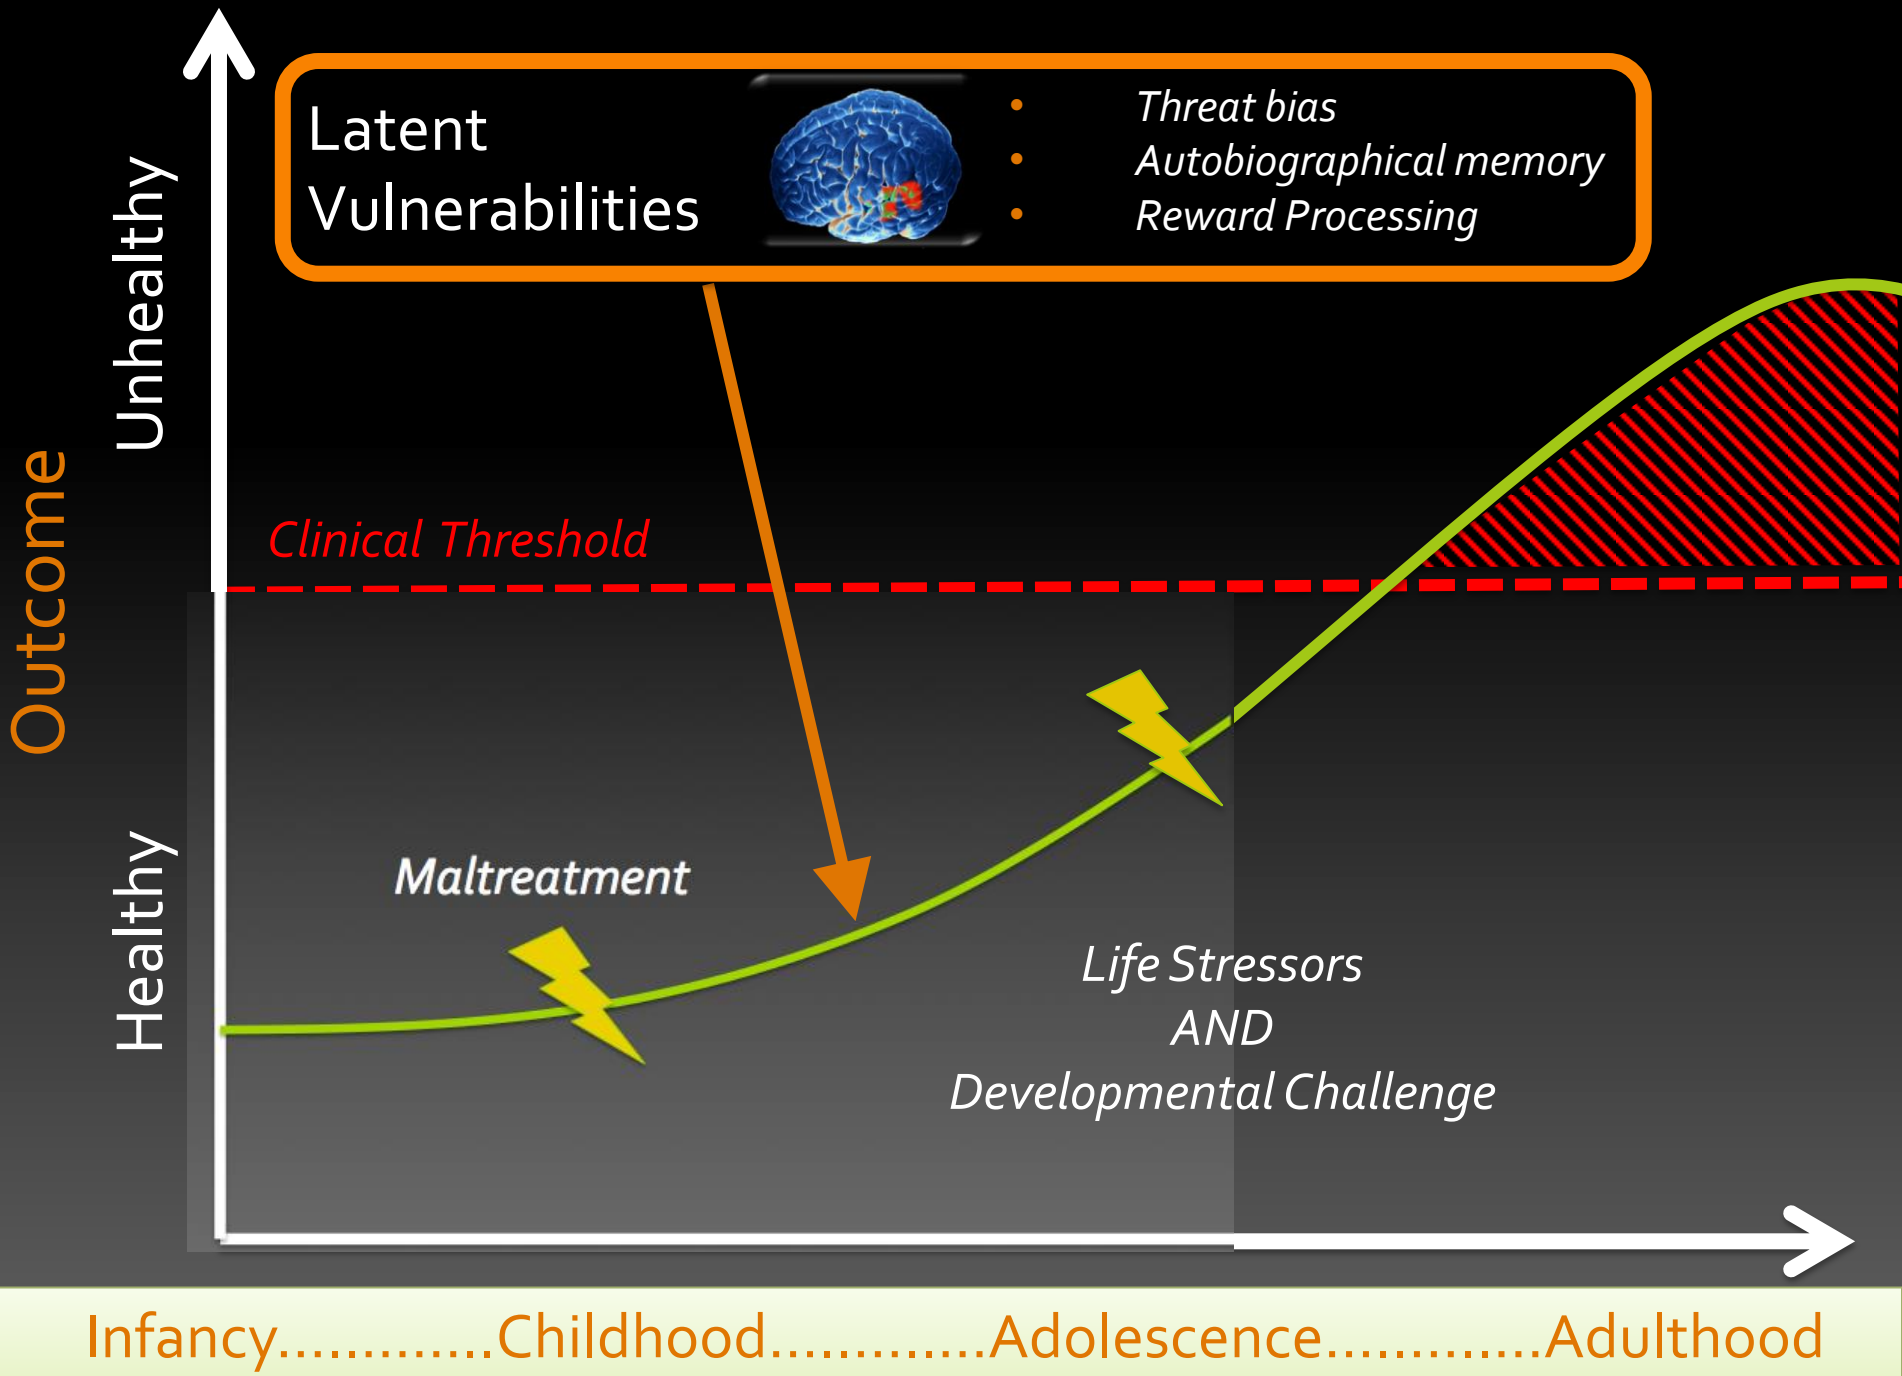 Latent
Vulnerabilities
• Threat bias
• Autobiographical memory
• Reward Processing
Unhealthy
Outcome
Clinical Threshold
Healthy
Maltreatment
Life Stressors
AND
Developmental Challenge
Infancy.............Childhood.............Adolescence.............Adulthood